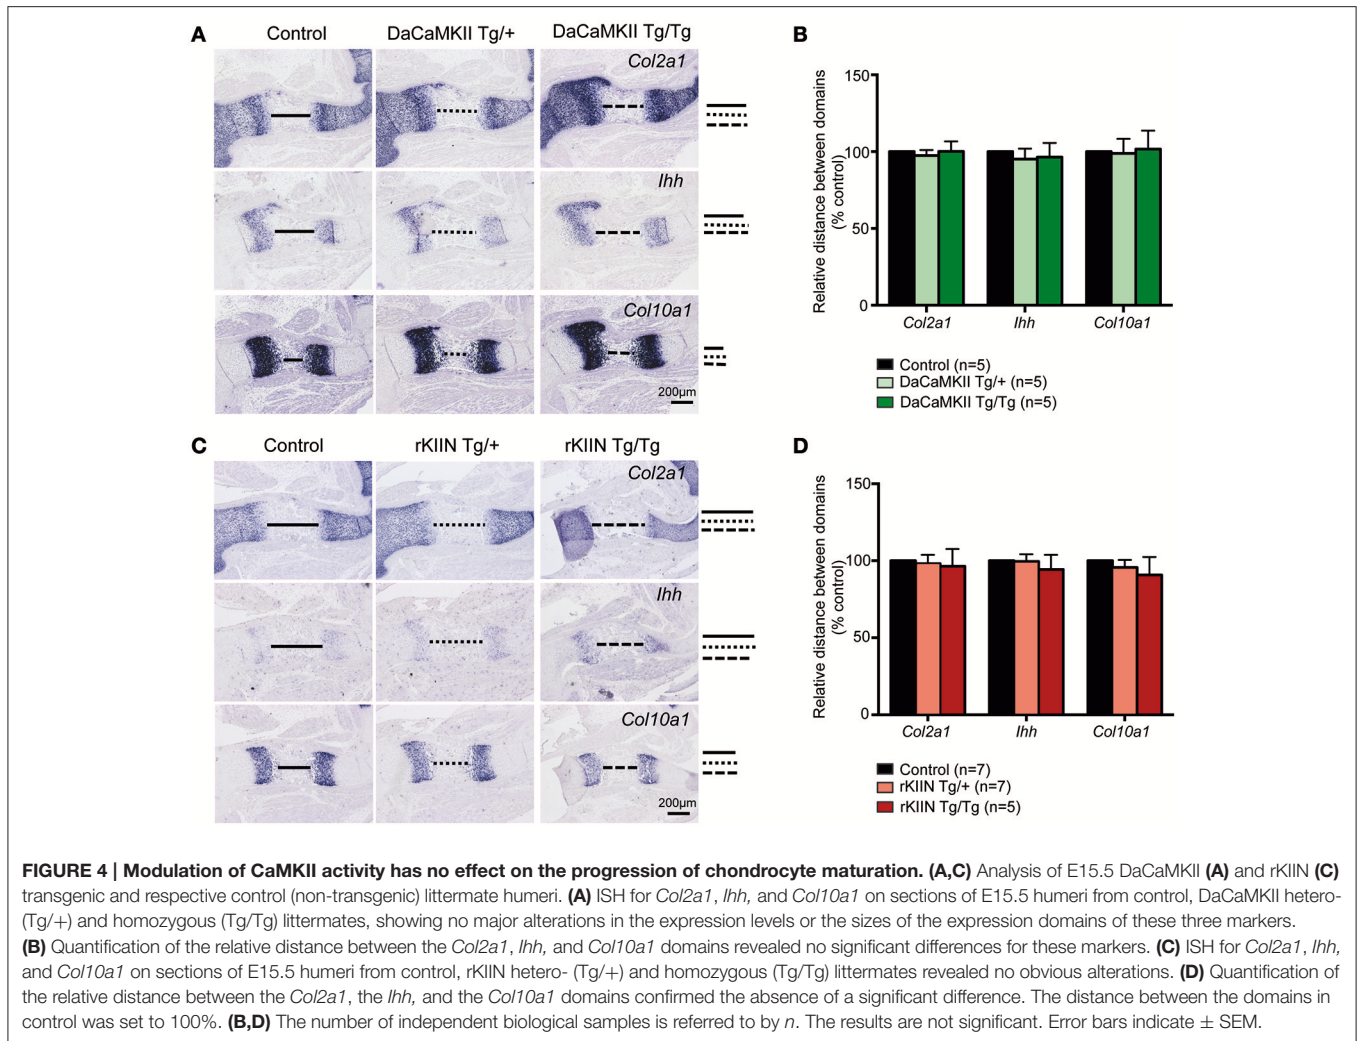 A
Control
DaCaMKII Tg/+
DaCaMKII Tg/Tg
Col2a1
Ihh
Col10a1
200μm
B
Relative distance between domains
(% control)
150
100
50
0
Col2a1
Ihh
Col10a1
Control (n=5)
DaCaMKII Tg/+ (n=5)
DaCaMKII Tg/Tg (n=5)
C
Control
rKIIN Tg/+
rKIIN Tg/Tg
Col2a1
Ihh
Col10a1
200μm
D
Relative distance between domains
(% control)
150
100
50
0
Col2a1
Ihh
Col10a1
Control (n=7)
rKIIN Tg/+ (n=7)
rKIIN Tg/Tg (n=5)
FIGURE 4 | Modulation of CaMKII activity has no effect on the progression of chondrocyte maturation. (A,C) Analysis of E15.5 DaCaMKII (A) and rKIIN (C)
transgenic and respective control (non-transgenic) littermate humeri. (A) ISH for Col2a1, Ihh, and Col10a1 on sections of E15.5 humeri from control, DaCaMKII hetero-
(Tg/+) and homozygous (Tg/Tg) littermates, showing no major alterations in the expression levels or the sizes of the expression domains of these three markers.
(B) Quantification of the relative distance between the Col2a1, Ihh, and Col10a1 domains revealed no significant differences for these markers. (C) ISH for Col2a1, Ihh,
and Col10a1 on sections of E15.5 humeri from control, rKIIN hetero- (Tg/+) and homozygous (Tg/Tg) littermates revealed no obvious alterations. (D) Quantification of
the relative distance between the Col2a1, the Ihh, and the Col10a1 domains confirmed the absence of a significant difference. The distance between the domains in
control was set to 100%. (B,D) The number of independent biological samples is referred to by n. The results are not significant. Error bars indicate ± SEM.